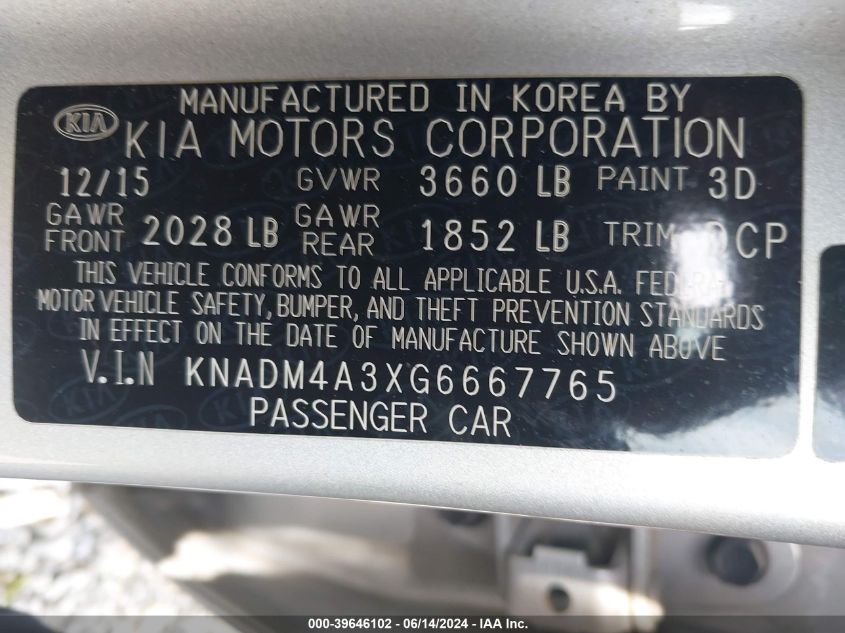 MANUFACTURED IN KOREA BY
KIA KIA MOTORS CORPORATION
12/15 GVWR 3660 LB PAINT 3D
GAWR FRONT 2028 LB GAWR REAR 1852 LB TRIM CP
THIS VEHICLE CONFORMS TO ALL APPLICABLE U.S.A. FEDERAL
MOTOR VEHICLE SAFETY, BUMPER, AND THEFT PREVENTION STANDARDS
IN EFFECT ON THE DATE OF MANUFACTURE SHOWN ABOVE
V.I.N KNADM4A3XG6667765
PASSENGER CAR
000-39646102 - 06/14/2024 - IAA Inc.